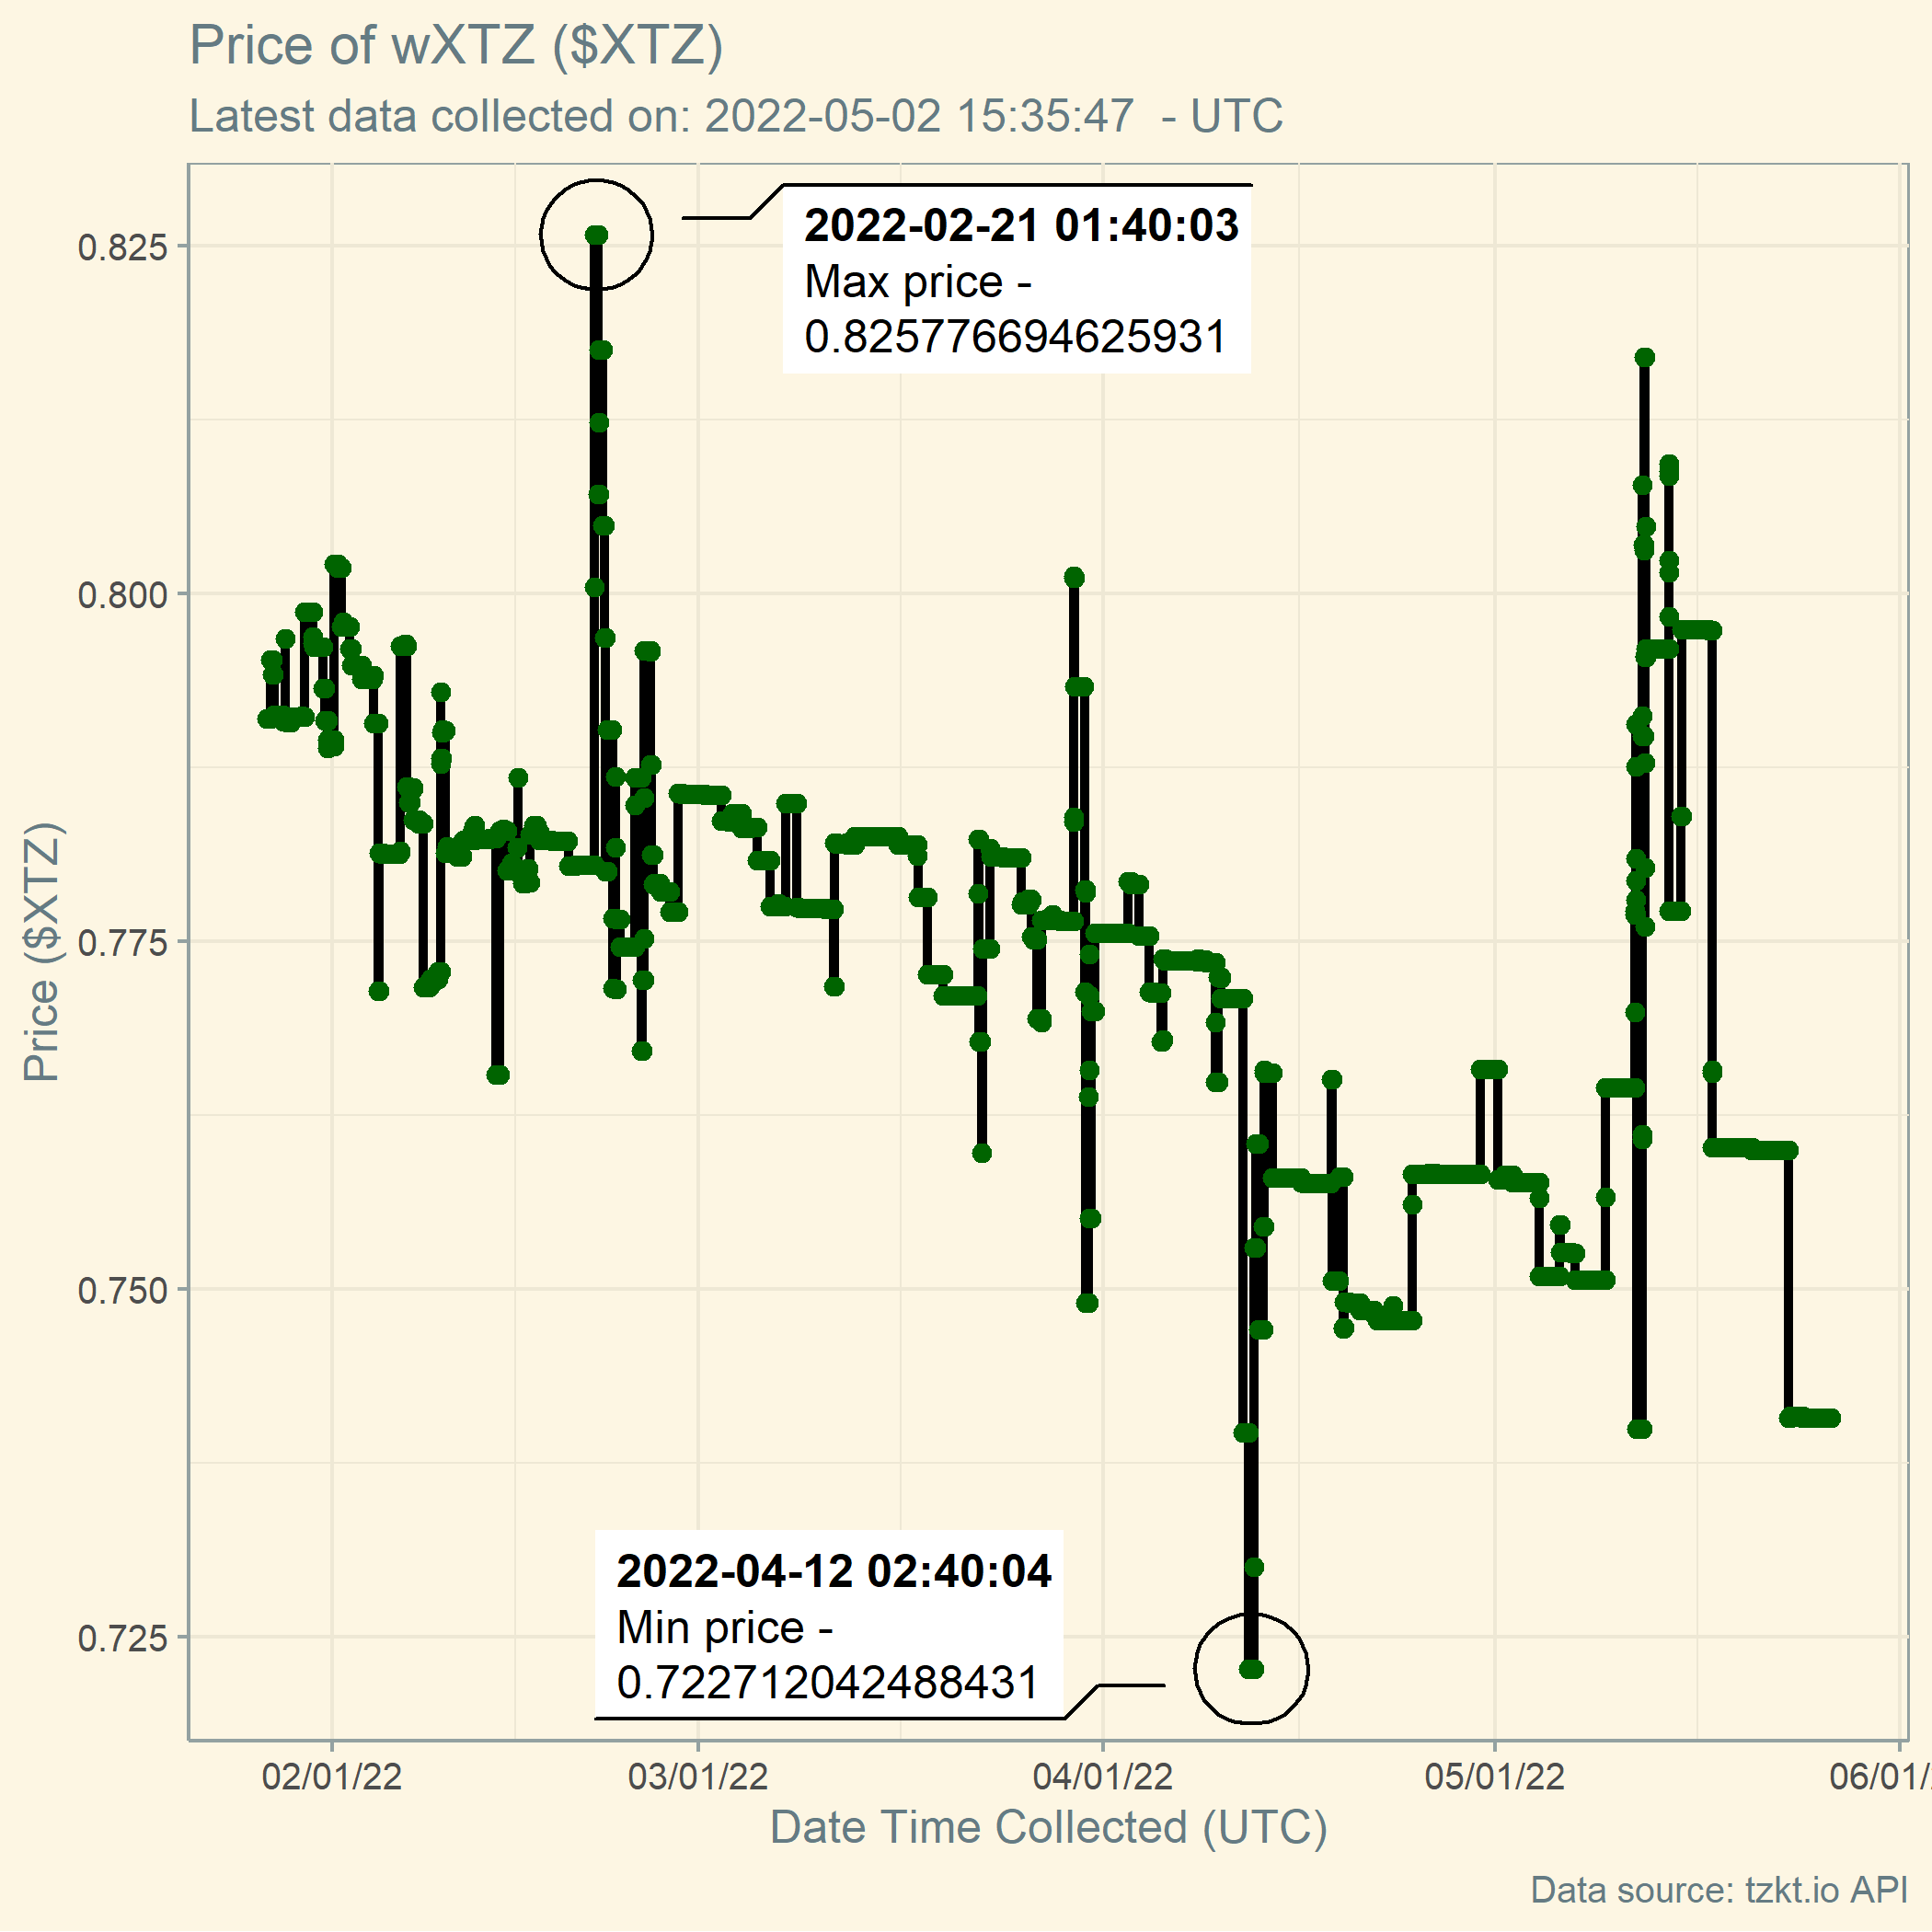 Price of wXTZ ($XTZ)
Latest data collected on: 2022-05-02 15:35:47  - UTC
2022-02-21 01:40:03
Max price -
0.825776694625931
0.825
0.800
0.775
0.750
0.725
Price ($XTZ)
2022-04-12 02:40:04
Min price -
0.722712042488431
02/01/22
03/01/22
04/01/22
05/01/22
06/01/
Date Time Collected (UTC)
Data source: tzkt.io API